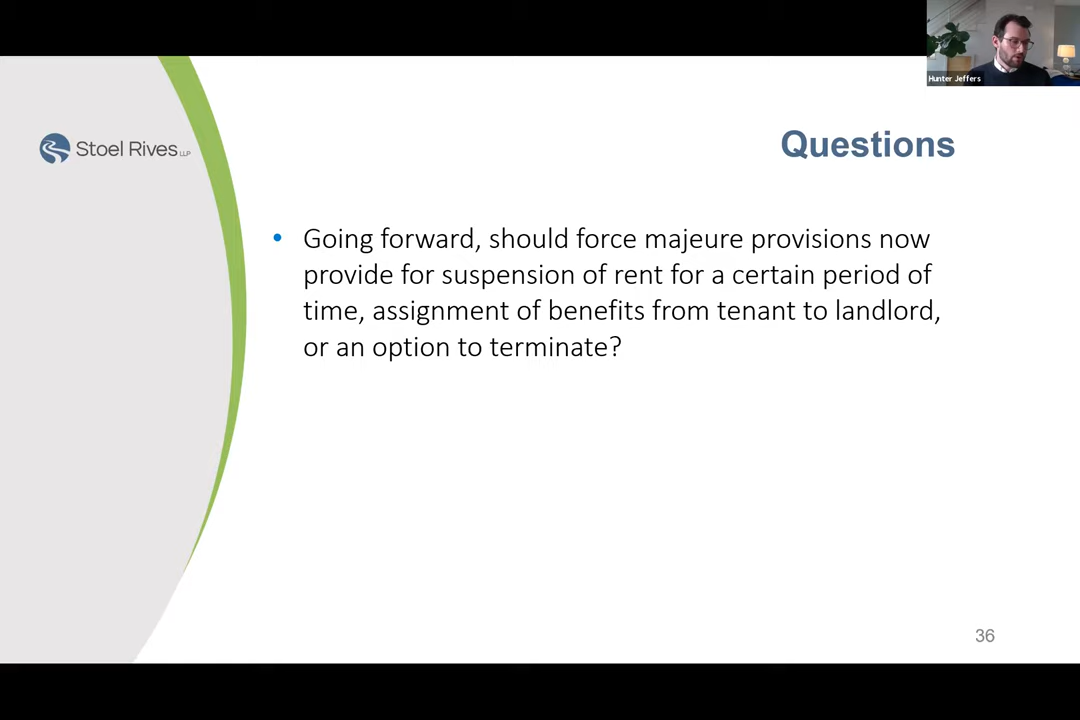 Hunter Jeffers
Stoel Rives LLP
Questions
• Going forward, should force majeure provisions now
provide for suspension of rent for a certain period of
time, assignment of benefits from tenant to landlord,
or an option to terminate?
36